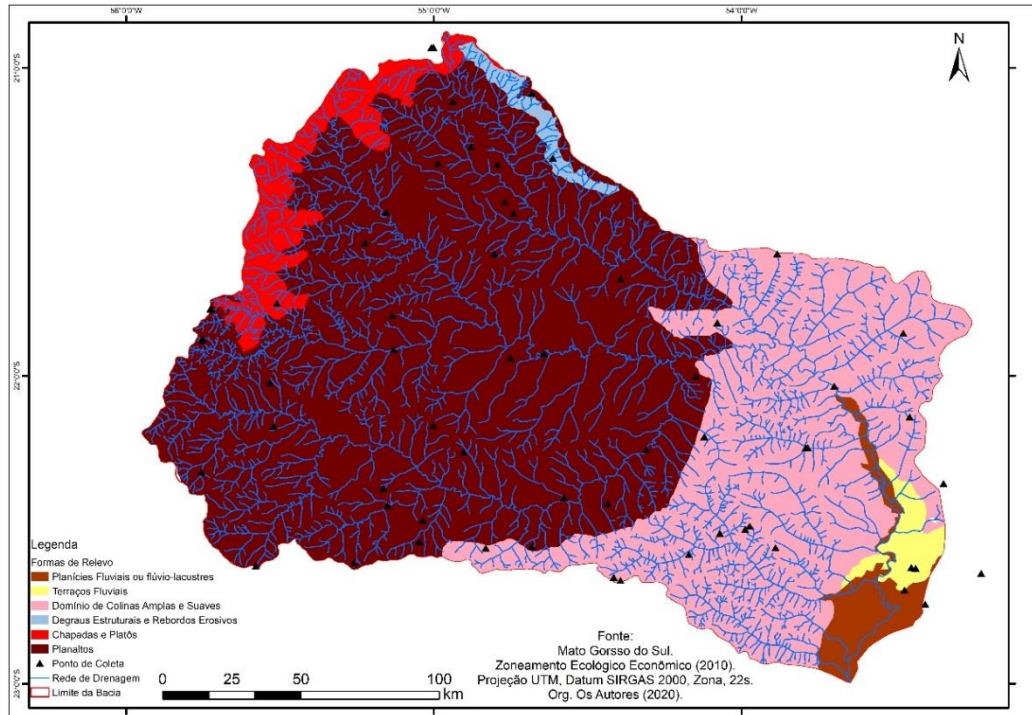 56°0'0"W
55°0'0"W
54°0'0"W
N
21°0'0"S
22°0'0"S
23°0'0"S
Legenda
Formas de Relevo
Planícies Fluviais ou flúvio-lacustres
Terraços Fluviais
Domínio de Colinas Amplas e Suaves
Degraus Estruturais e Rebordos Erosivos
Chapadas e Platôs
Planaltos
Ponto de Coleta
Rede de Drenagem
Limite da Bacia
0 25 50 100
km
Fonte:
Mato Gorsso do Sul.
Zoneamento Ecológico Econômico (2010).
Projeção UTM, Datum SIRGAS 2000, Zona, 22s.
Org. Os Autores (2020).